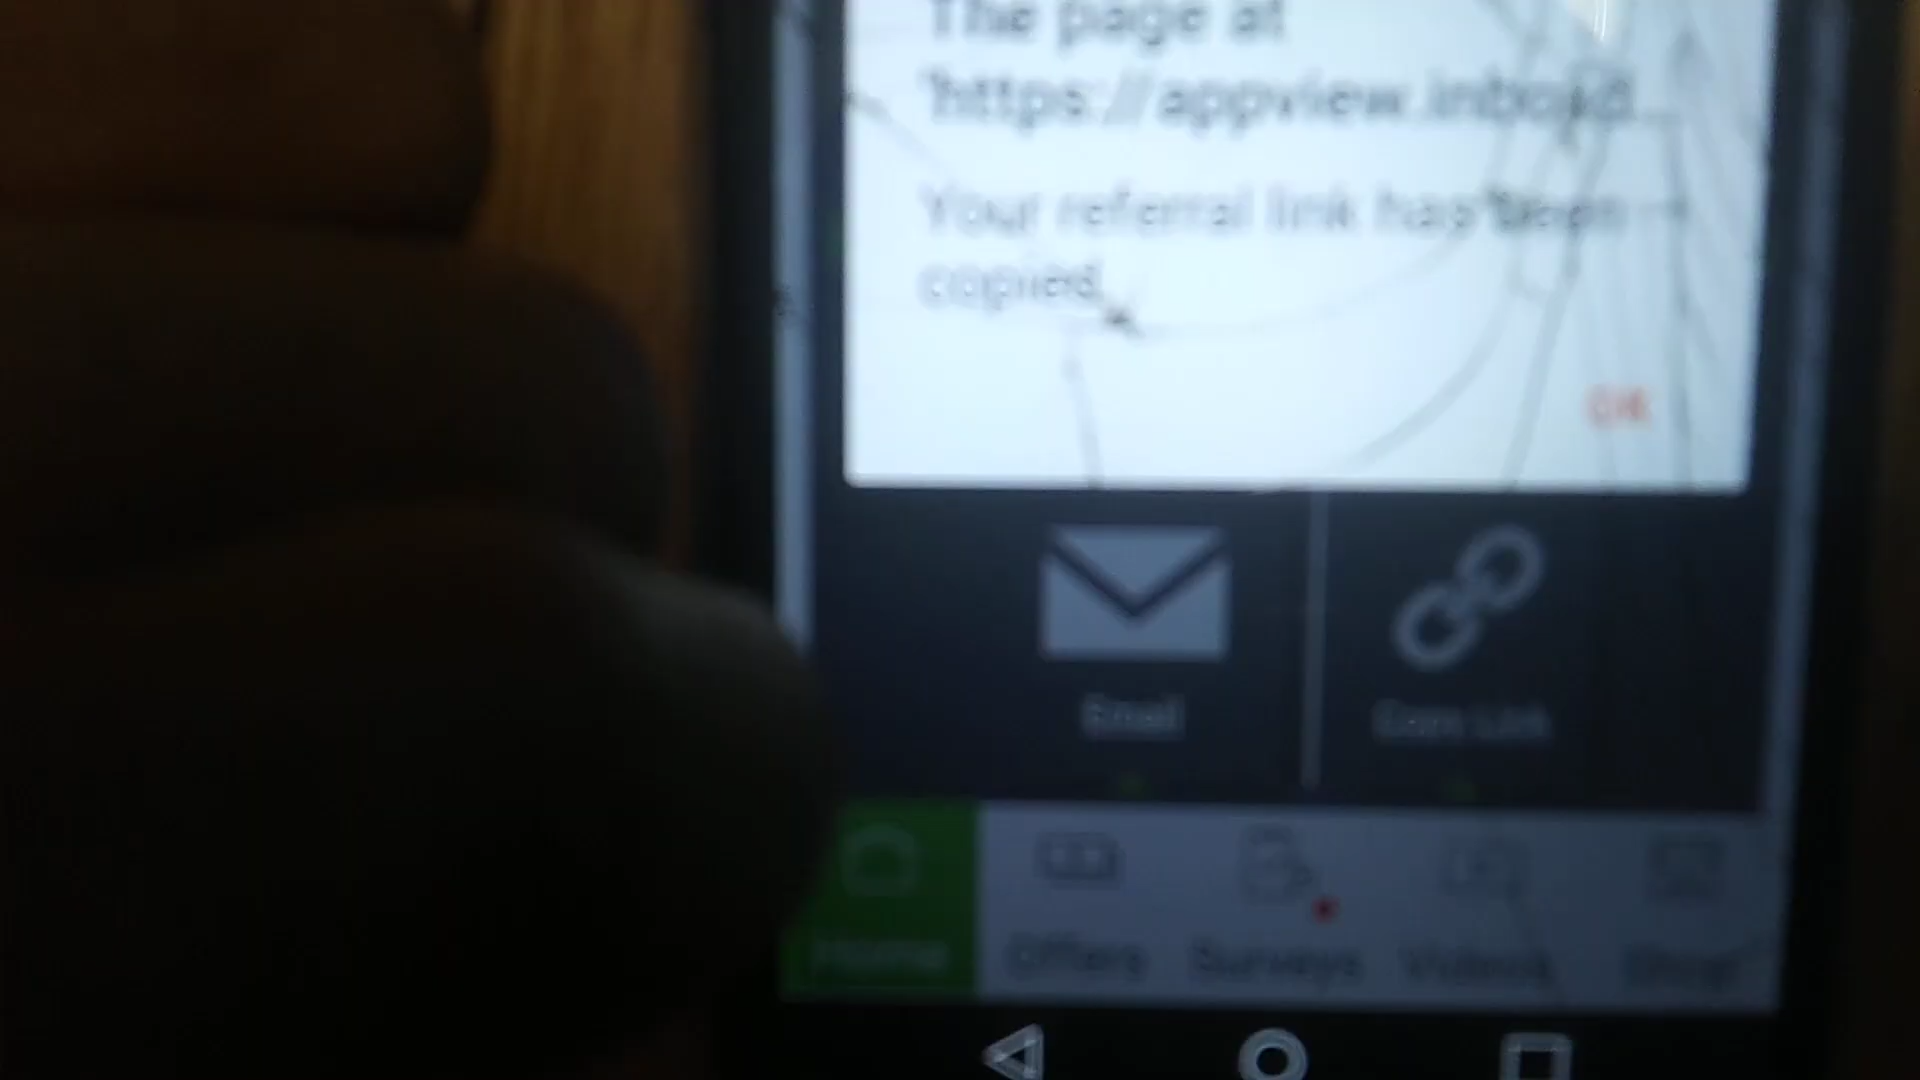 The page at
'https://appview.inboxd
Your referral link has been
copied.
OK
Email
Copy Link
Home
Offers
Surveys
Videos
Shop